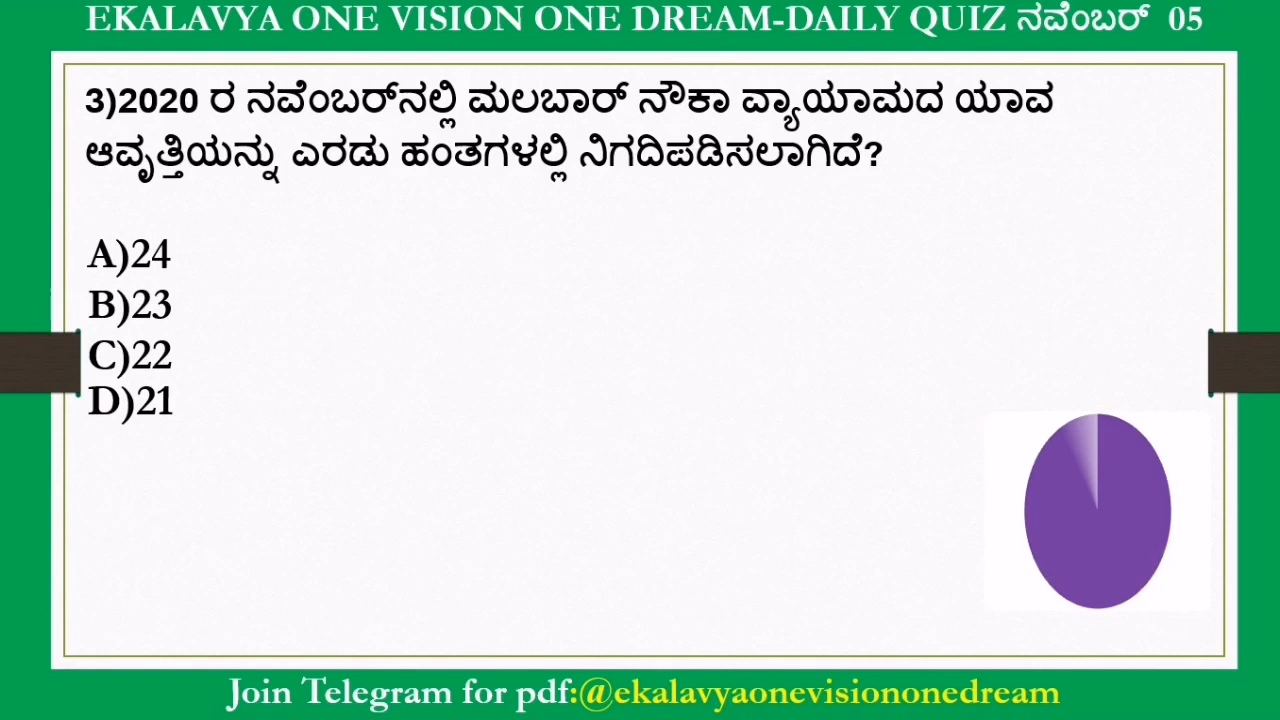 EKALAVYA ONE VISION ONE DREAM-DAILY QUIZ ನವೆಂಬರ್ 05
3)2020 ರ ನವೆಂಬರ್‌ನಲ್ಲಿ ಮಲಬಾರ್ ನೌಕಾ ವ್ಯಾಯಾಮದ ಯಾವ
ಆವೃತ್ತಿಯನ್ನು ಎರಡು ಹಂತಗಳಲ್ಲಿ ನಿಗದಿಪಡಿಸಲಾಗಿದೆ?
A)24
B)23
C)22
D)21
Join Telegram for pdf:@ekalavyaonevisiononedream